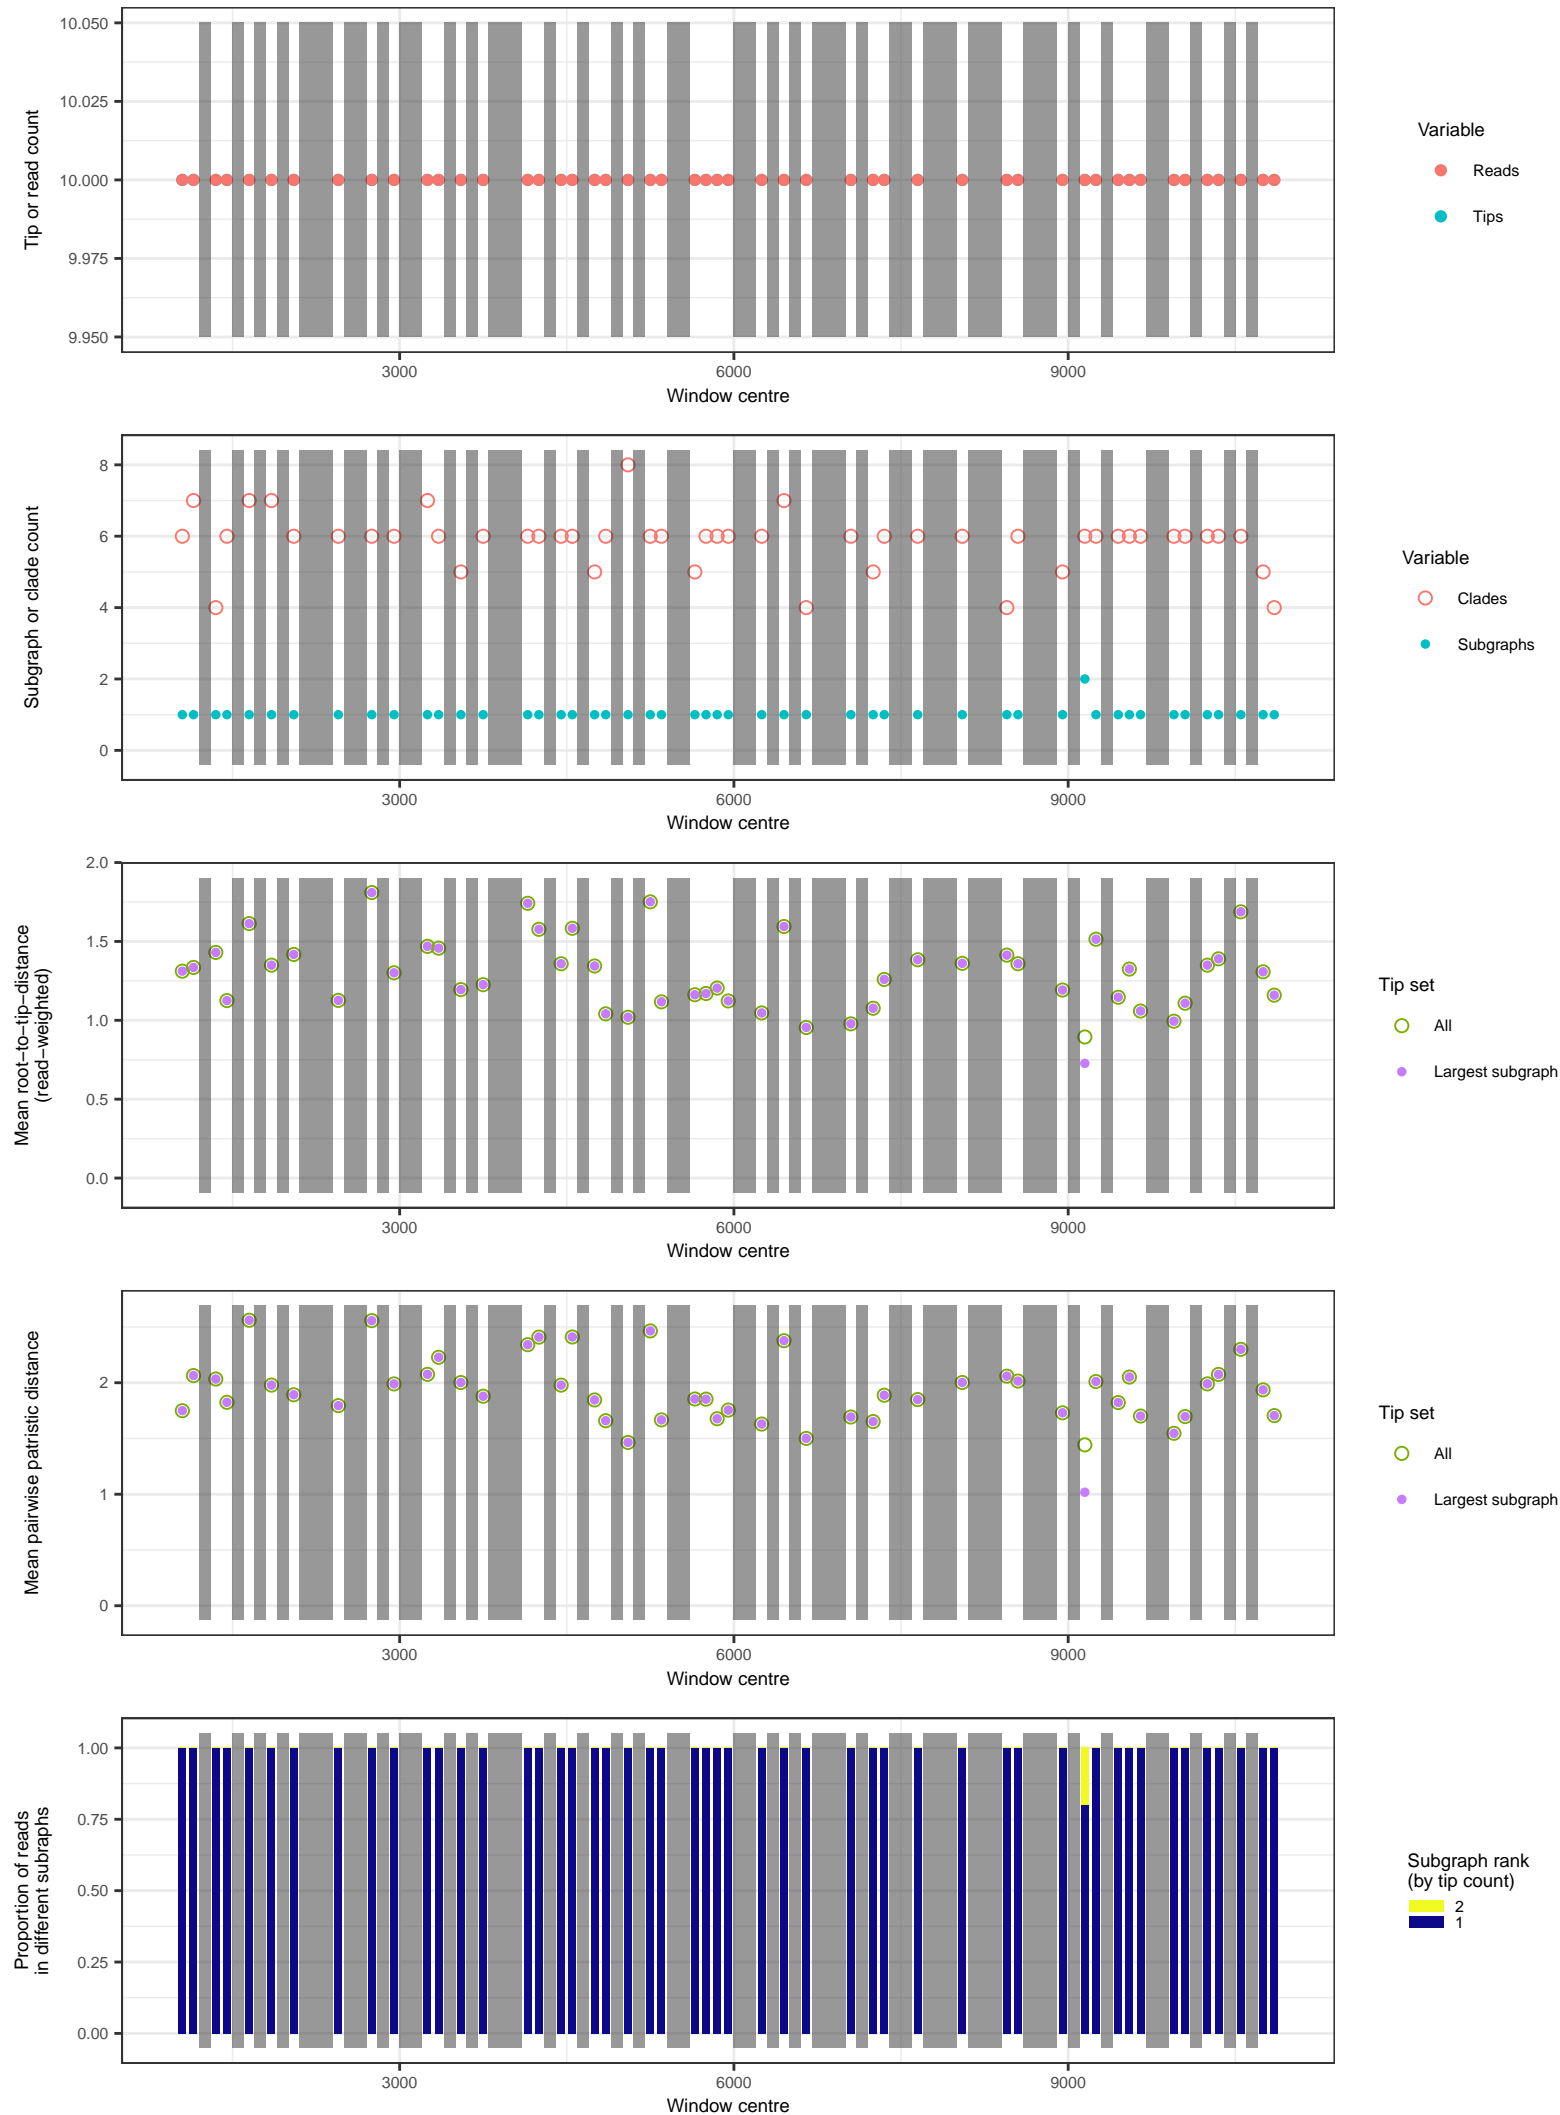 10.050
10.025
10.000
9.975
9.950
Tip or read count
3000
6000
9000
Window centre
Variable
Reads
Tips
8
6
4
2
0
Subgraph or clade count
3000
6000
9000
Window centre
Variable
Clades
Subgraphs
2.0
1.5
1.0
0.5
0.0
Mean root−to−tip−distance
(read−weighted)
3000
6000
9000
Window centre
Tip set
All
Largest subgraph
2
1
0
Mean pairwise patristic distance
3000
6000
9000
Window centre
Tip set
All
Largest subgraph
1.00
0.75
0.50
0.25
0.00
Proportion of reads
in different subraphs
3000
6000
9000
Window centre
Subgraph rank
(by tip count)
2
1